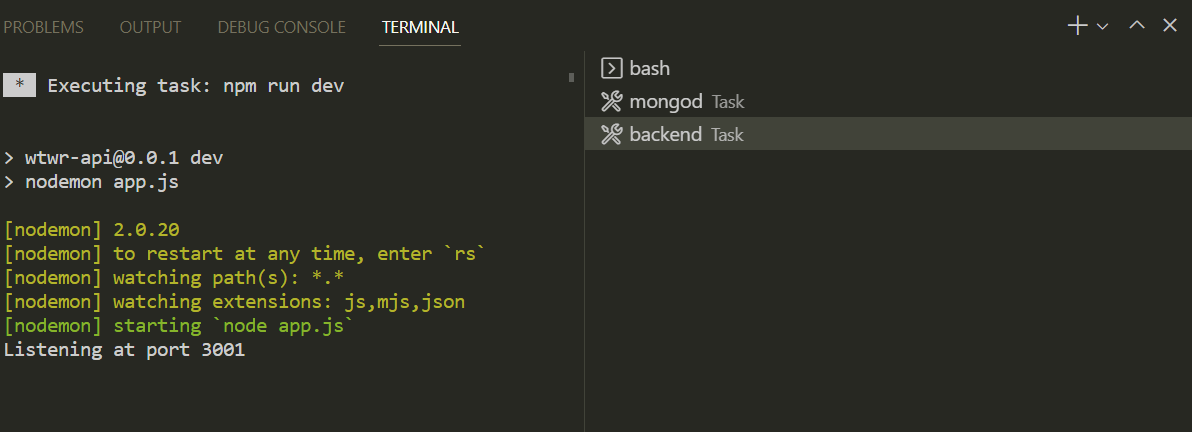 PROBLEMS OUTPUT DEBUG CONSOLE TERMINAL
* Executing task: npm run dev
> wtwr-api@0.0.1 dev
> nodemon app.js
[nodemon] 2.0.20
[nodemon] to restart at any time, enter `rs`
[nodemon] watching path(s): *.*
[nodemon] watching extensions: js,mjs,json
[nodemon] starting `node app.js`
Listening at port 3001
bash
mongod Task
backend Task